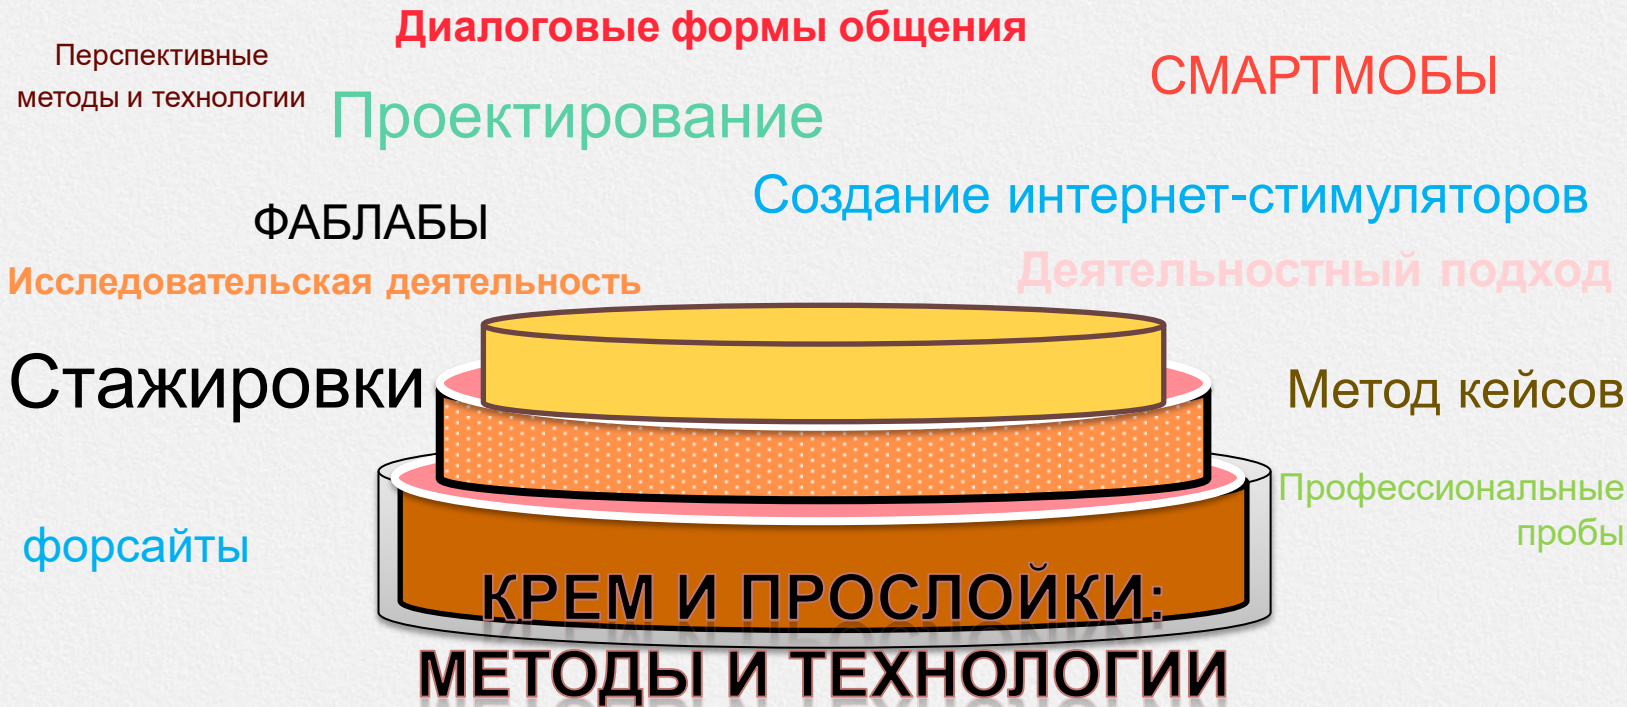 Диалоговые формы общения
Перспективные
методы и технологии
СМАРТМОБЫ
Проектирование
Создание интернет-стимуляторов
ФАБЛАБЫ
Деятельностный подход
Исследовательская деятельность
Стажировки
Метод кейсов
Профессиональные
пробы
форсайты
КРЕМ И ПРОСЛОЙКИ:
МЕТОДЫ И ТЕХНОЛОГИИ